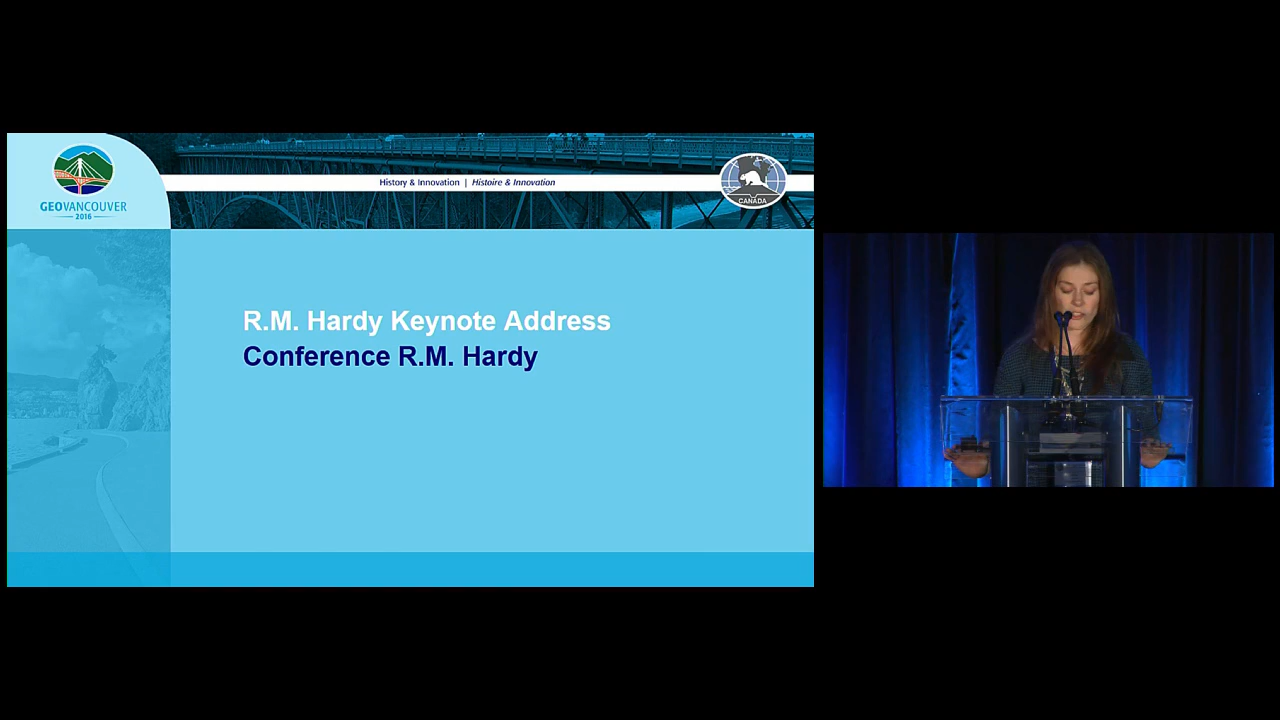 History & Innovation | Histoire & Innovation
GEOVANCOUVER
2016
CANADA
R.M. Hardy Keynote Address
Conference R.M. Hardy